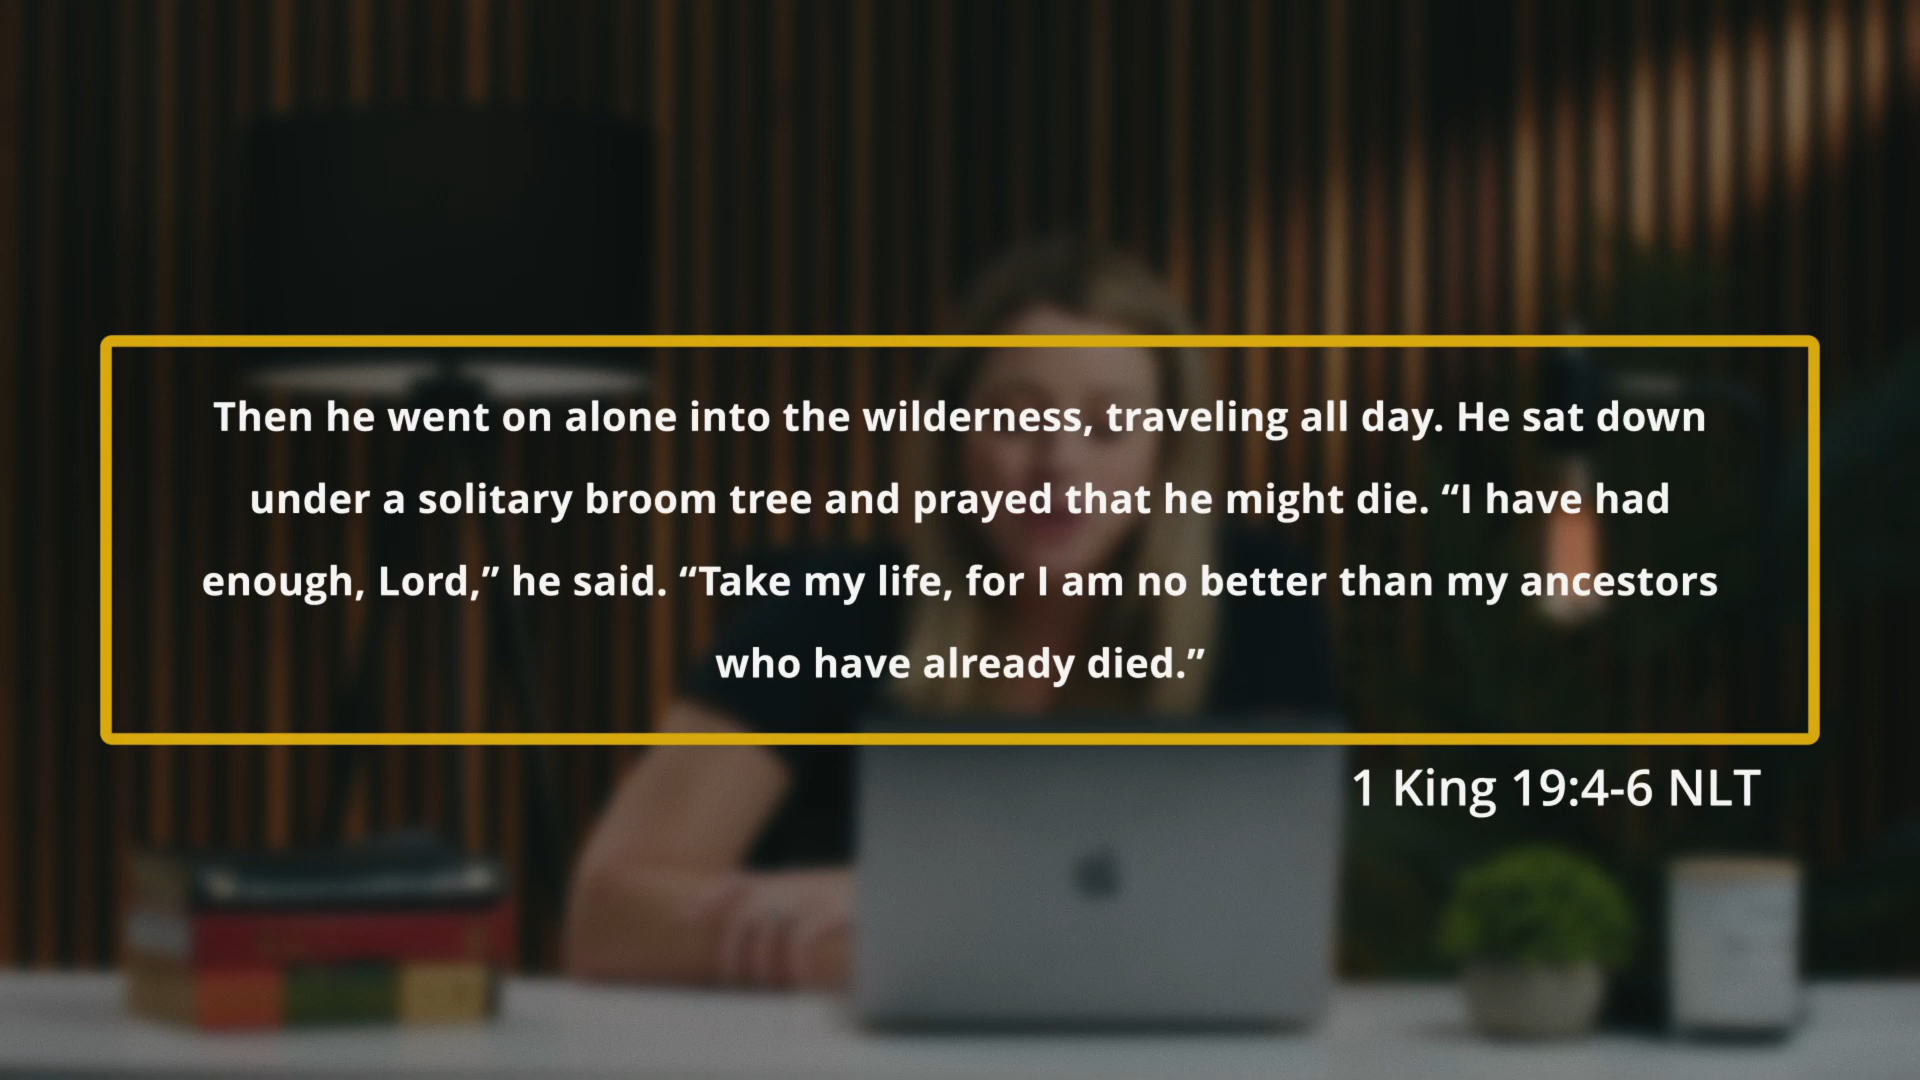 Then he went on alone into the wilderness, traveling all day. He sat down
under a solitary broom tree and prayed that he might die. “I have had
enough, Lord,” he said. “Take my life, for I am no better than my ancestors
who have already died.”
1 King 19:4-6 NLT